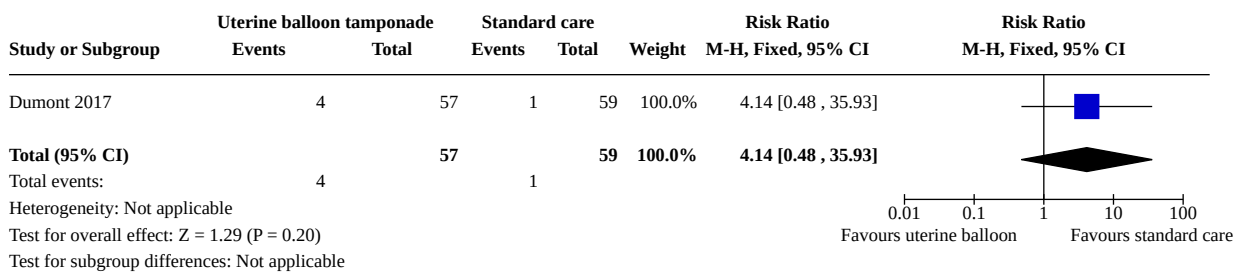 Uterine balloon tamponade Standard care Risk Ratio Risk Ratio
Study or Subgroup Events Total Events Total Weight M-H, Fixed, 95% CI M-H, Fixed, 95% CI
Dumont 2017 4 57 1 59 100.0% 4.14 [0.48 , 35.93]
Total (95% CI) 57 59 100.0% 4.14 [0.48 , 35.93]
Total events: 4 1
Heterogeneity: Not applicable 0.01 0.1 1 10 100
Test for overall effect: Z = 1.29 (P = 0.20) Favours uterine balloon Favours standard care
Test for subgroup differences: Not applicable